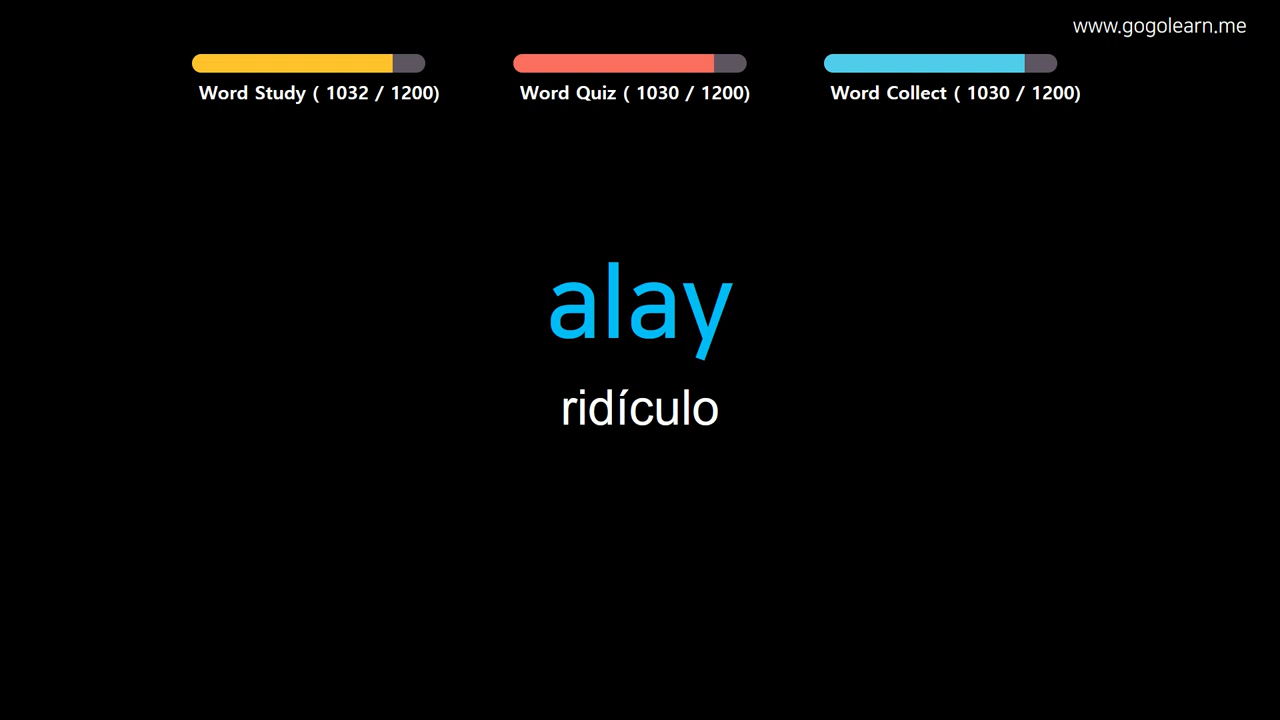 www.gogolearn.me
Word Study ( 1032 / 1200)
Word Quiz ( 1030 / 1200)
Word Collect ( 1030 / 1200)
alay
ridículo